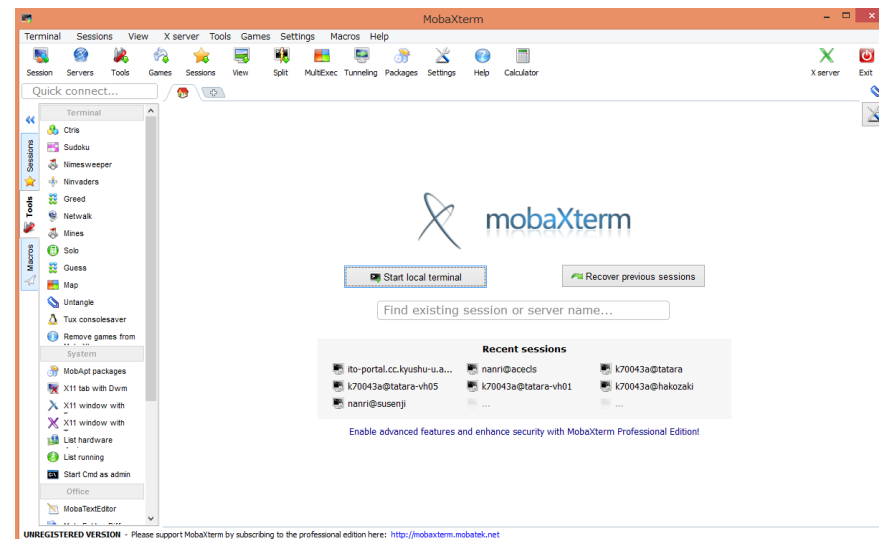 MobaXterm
Terminal Sessions View X server Tools Games Settings Macros Help
Session Servers Tools Games Sessions View Split MultiExec Tunneling Packages Settings Help Calculator X server Exit
Quick connect...
Terminal
Ctris
Sudoku
Nimesweeper
Ninvaders
Greed
Netwalk
Mines
Solo
Guess
Map
Untangle
Tux consolesaver
Remove games from
System
MobApt packages
X11 tab with Dwm
X11 window with
X11 window with
List hardware
List running
Start Cmd as admin
Office
MobaTextEditor
Sessions
Tools
Macros
mobaXterm
Start local terminal
Recover previous sessions
Find existing session or server name...
Recent sessions
ito-portal.cc.kyushu-u.a... nanri@acecls k70043a@tatara
k70043a@tatara-vh05 k70043a@tatara-vh01 k70043a@hakozaki
nanri@susenji ... ...
Enable advanced features and enhance security with MobaXterm Professional Edition!
UNREGISTERED VERSION - Please support MobaXterm by subscribing to the professional edition here: http://mobaxterm.mobatek.net